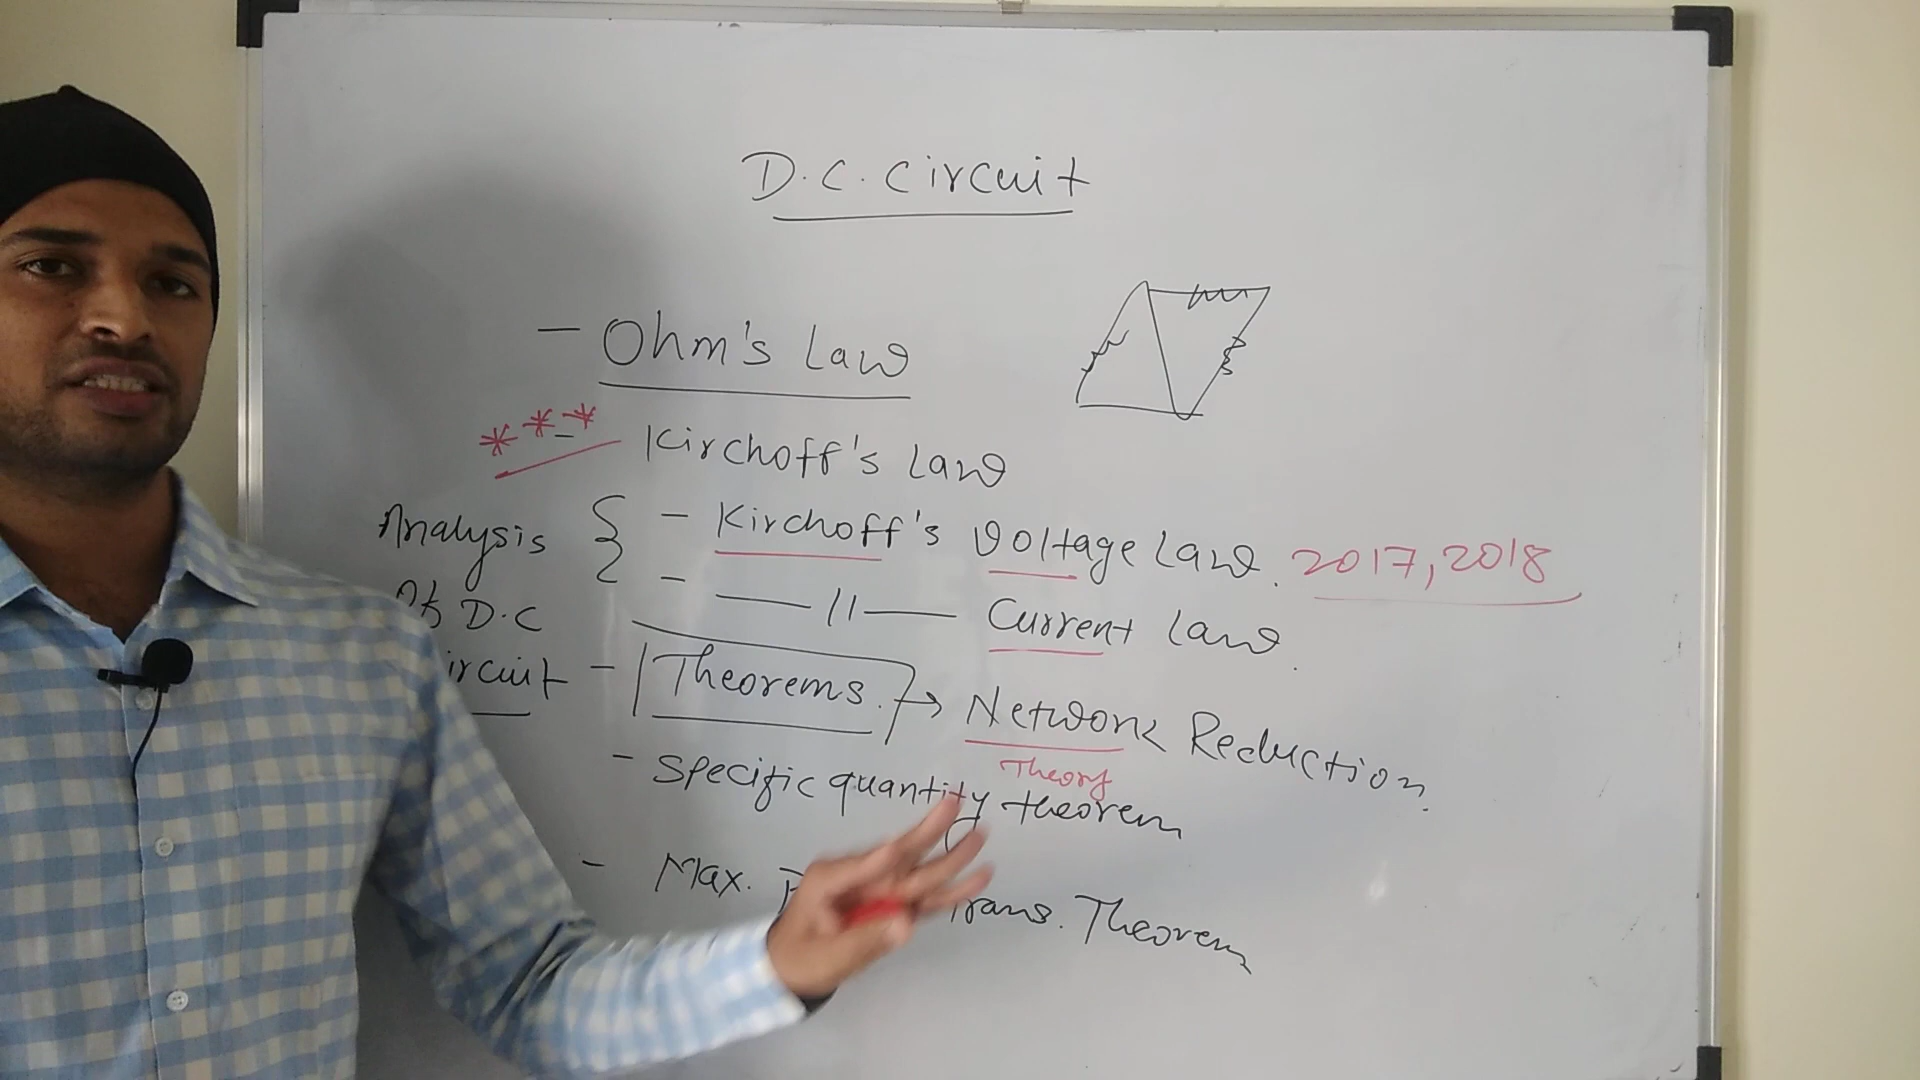 D.C. Circuit
- Ohm's Law
*** - Kirchoff's Law
Analysis { - Kirchoff's Voltage Law. 2017, 2018
Of D.C - —— 11 —— Current Law.
ircuit - Theorems. → Network Reduction.
Theory
- Specific quantity theorem
- Max. Trans. Theorem